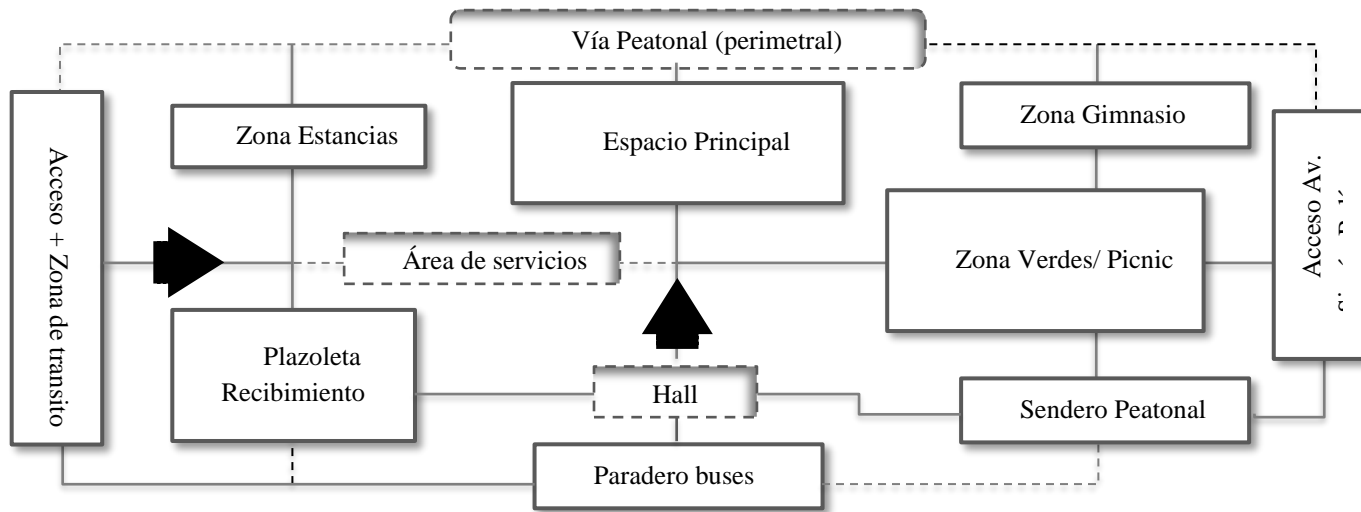 Vía Peatonal (perimetral)
Zona Estancias
Espacio Principal
Zona Gimnasio
Acceso + Zona de transito
Área de servicios
Zona Verdes/ Picnic
Acceso Av.
Plazoleta
Recibimiento
Hall
Sendero Peatonal
Paradero buses